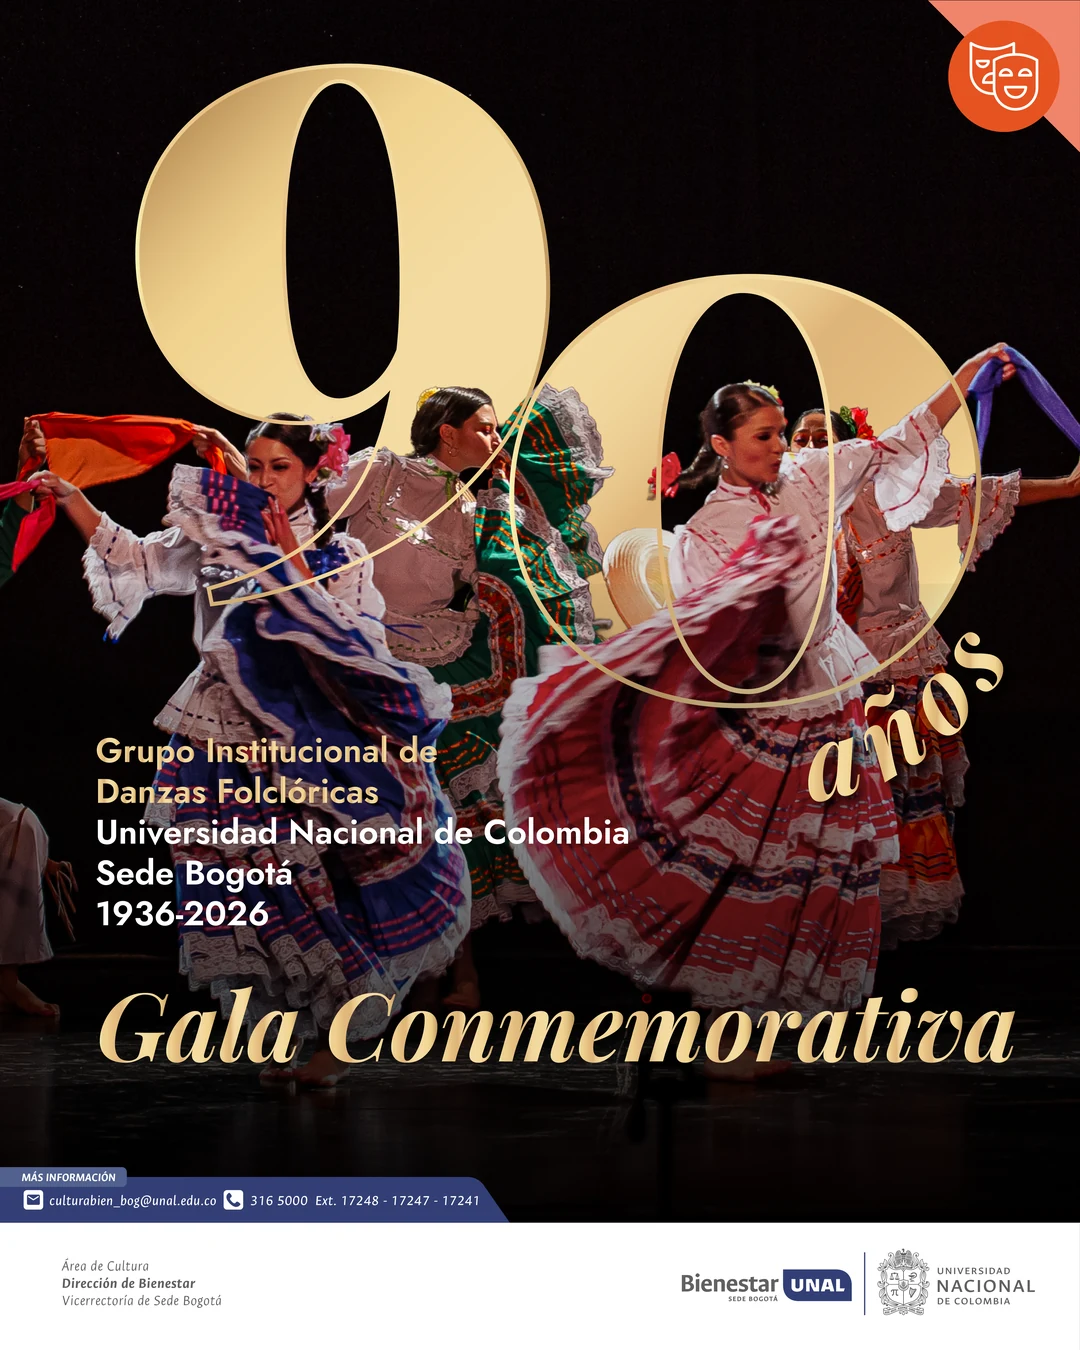 90
años
Grupo Institucional de
Danzas Folclóricas
Universidad Nacional de Colombia
Sede Bogotá
1936-2026
Gala Conmemorativa
MÁS INFORMACIÓN
culturabien_bog@unal.edu.co 316 5000 Ext. 17248 - 17247 - 17241
Área de Cultura
Dirección de Bienestar
Vicerrectoría de Sede Bogotá
Bienestar UNAL
SEDE BOGOTÁ
UNIVERSIDAD
NACIONAL
DE COLOMBIA